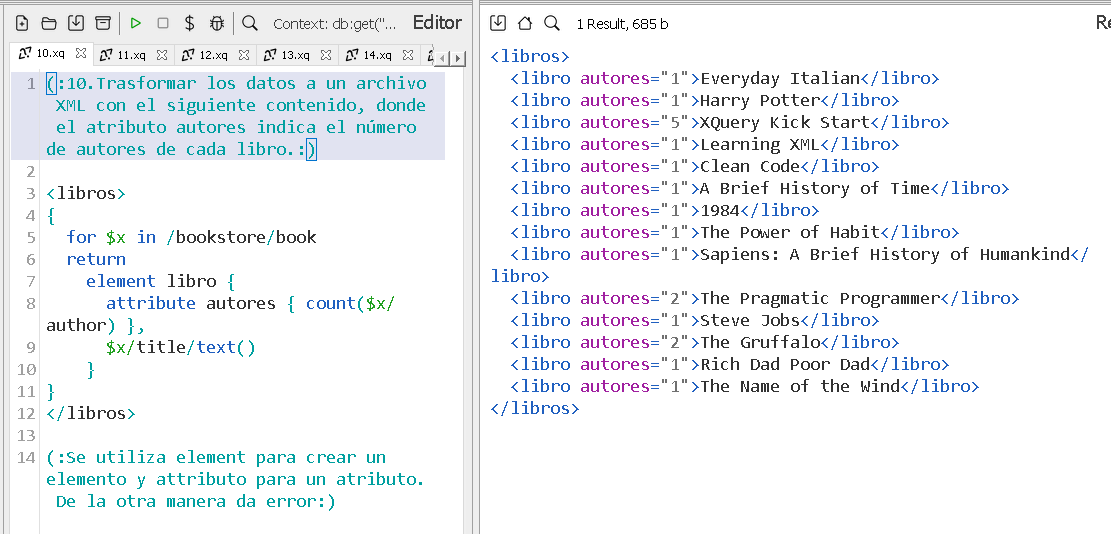 Context: db:get("... Editor
10.xq 11.xq 12.xq 13.xq 14.xq
1 (:10.Trasformar los datos a un archivo
XML con el siguiente contenido, donde
el atributo autores indica el número
de autores de cada libro.:)
2
3 <libros>
4 {
5 for $x in /bookstore/book
6 return
7 element libro {
8 attribute autores { count($x/
author) },
9 $x/title/text()
10 }
11 }
12 </libros>
13
14 (:Se utiliza element para crear un
elemento y attributo para un atributo.
De la otra manera da error:)
1 Result, 685 b Re
<libros>
<libro autores="1">Everyday Italian</libro>
<libro autores="1">Harry Potter</libro>
<libro autores="5">XQuery Kick Start</libro>
<libro autores="1">Learning XML</libro>
<libro autores="1">Clean Code</libro>
<libro autores="1">A Brief History of Time</libro>
<libro autores="1">1984</libro>
<libro autores="1">The Power of Habit</libro>
<libro autores="1">Sapiens: A Brief History of Humankind</
libro>
<libro autores="2">The Pragmatic Programmer</libro>
<libro autores="1">Steve Jobs</libro>
<libro autores="2">The Gruffalo</libro>
<libro autores="1">Rich Dad Poor Dad</libro>
<libro autores="1">The Name of the Wind</libro>
</libros>